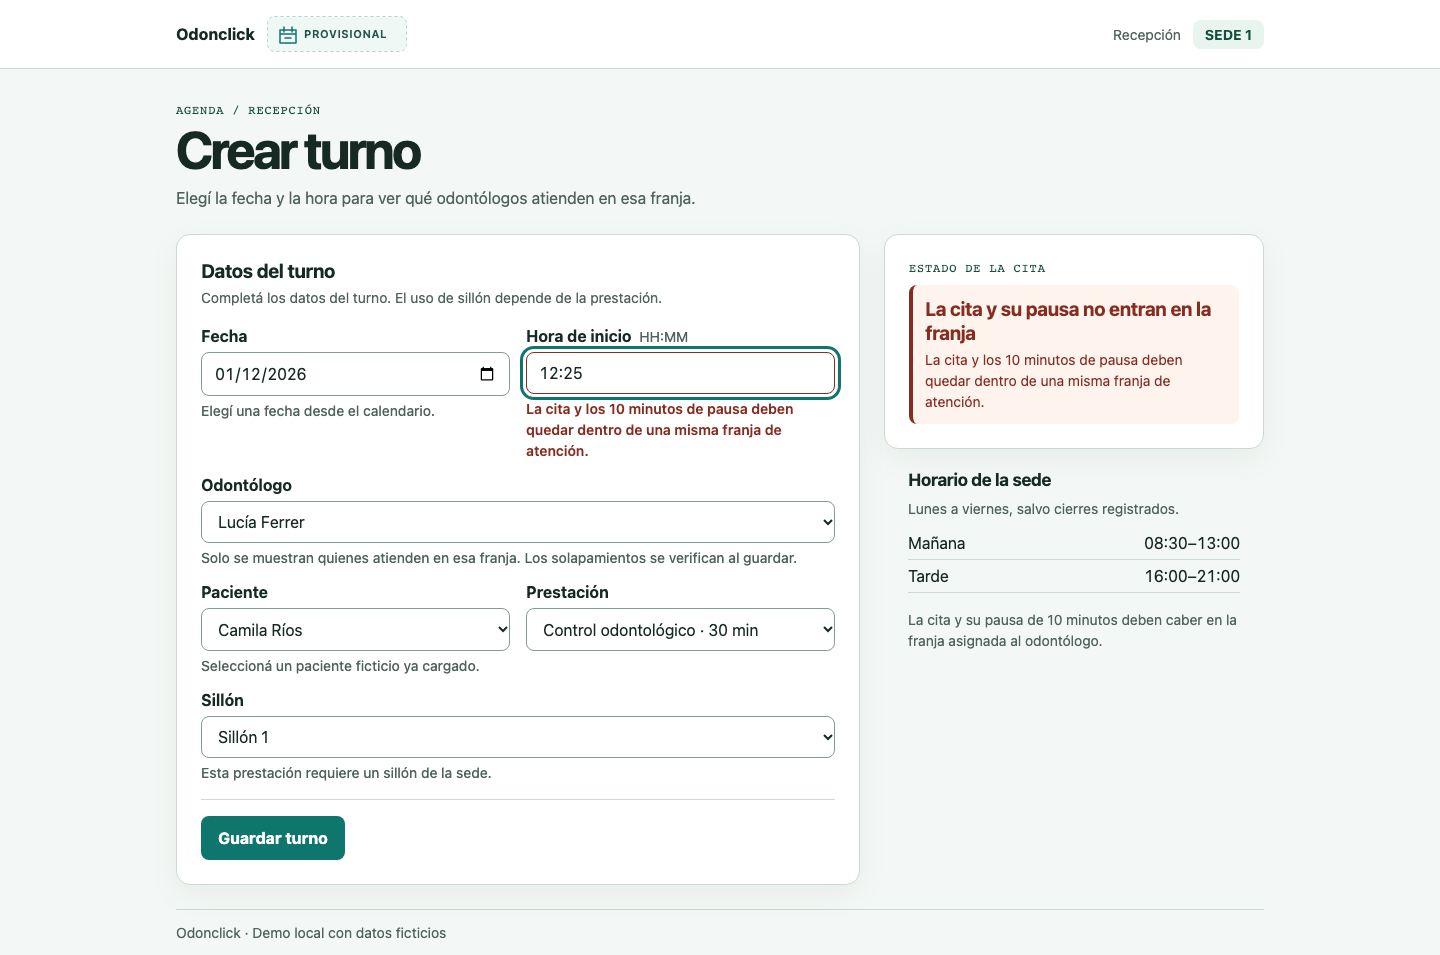 Odonclick
PROVISIONAL
Recepción
SEDE 1
AGENDA / RECEPCIÓN
Crear turno
Elegí la fecha y la hora para ver qué odontólogos atienden en esa franja.
Datos del turno
Completá los datos del turno. El uso de sillón depende de la prestación.
Fecha
01/12/2026
Elegí una fecha desde el calendario.
Hora de inicio HH:MM
12:25
La cita y los 10 minutos de pausa deben
quedar dentro de una misma franja de
atención.
Odontólogo
Lucía Ferrer
Solo se muestran quienes atienden en esa franja. Los solapamientos se verifican al guardar.
Paciente
Camila Ríos
Seleccioná un paciente ficticio ya cargado.
Prestación
Control odontológico · 30 min
Sillón
Sillón 1
Esta prestación requiere un sillón de la sede.
Guardar turno
ESTADO DE LA CITA
La cita y su pausa no entran en la
franja
La cita y los 10 minutos de pausa deben
quedar dentro de una misma franja de
atención.
Horario de la sede
Lunes a viernes, salvo cierres registrados.
Mañana 08:30–13:00
Tarde 16:00–21:00
La cita y su pausa de 10 minutos deben caber en la
franja asignada al odontólogo.
Odonclick · Demo local con datos ficticios